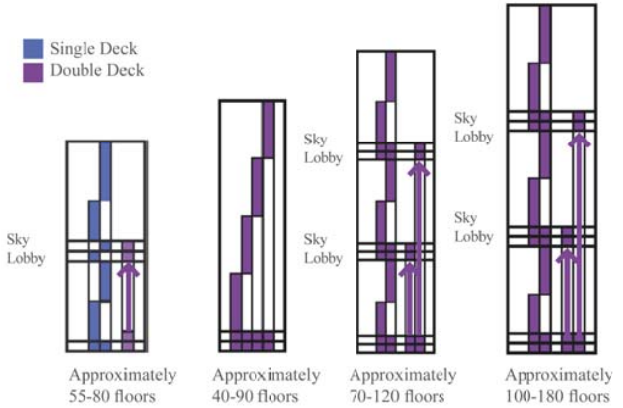 Single Deck
Double Deck
Sky
Lobby
Sky
Lobby
Sky
Lobby
Sky
Lobby
Sky
Lobby
Approximately
55-80 floors
Approximately
40-90 floors
Approximately
70-120 floors
Approximately
100-180 floors